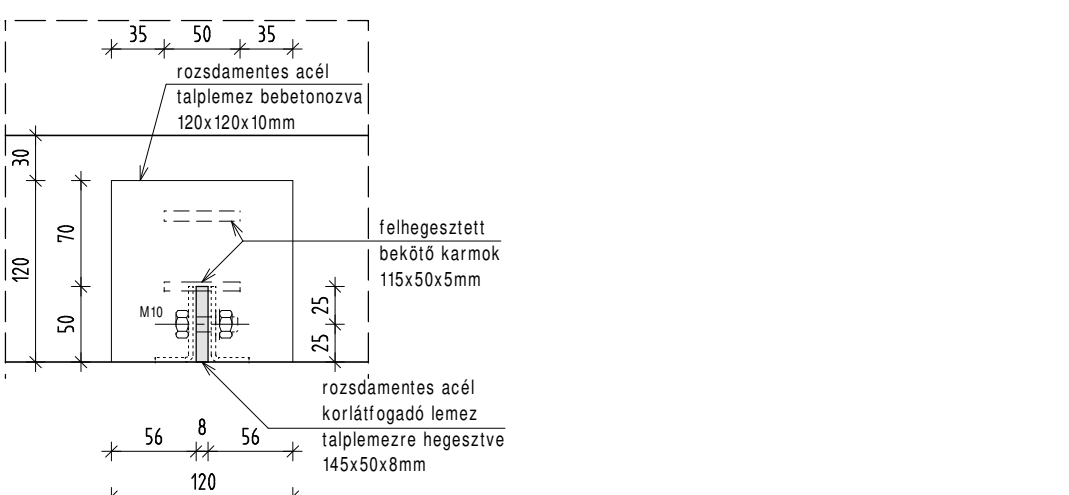 35 50 35
rozsdamentes acél
talplemez bebetonozva
120x120x10mm
30
70
120
50
felhegesztett
bekötő karmok
115x50x5mm
M10
25
25
rozsdamentes acél
korlátfogadó lemez
talplemezre hegesztve
145x50x8mm
56 8 56
120